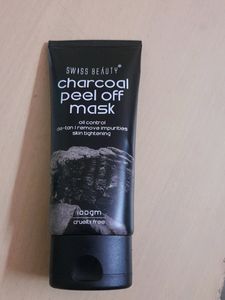 SWISS BEAUTY®
charcoal
peel off
mask
oil control
de-tan | remove impurities
skin tightening
100gm
cruelty free